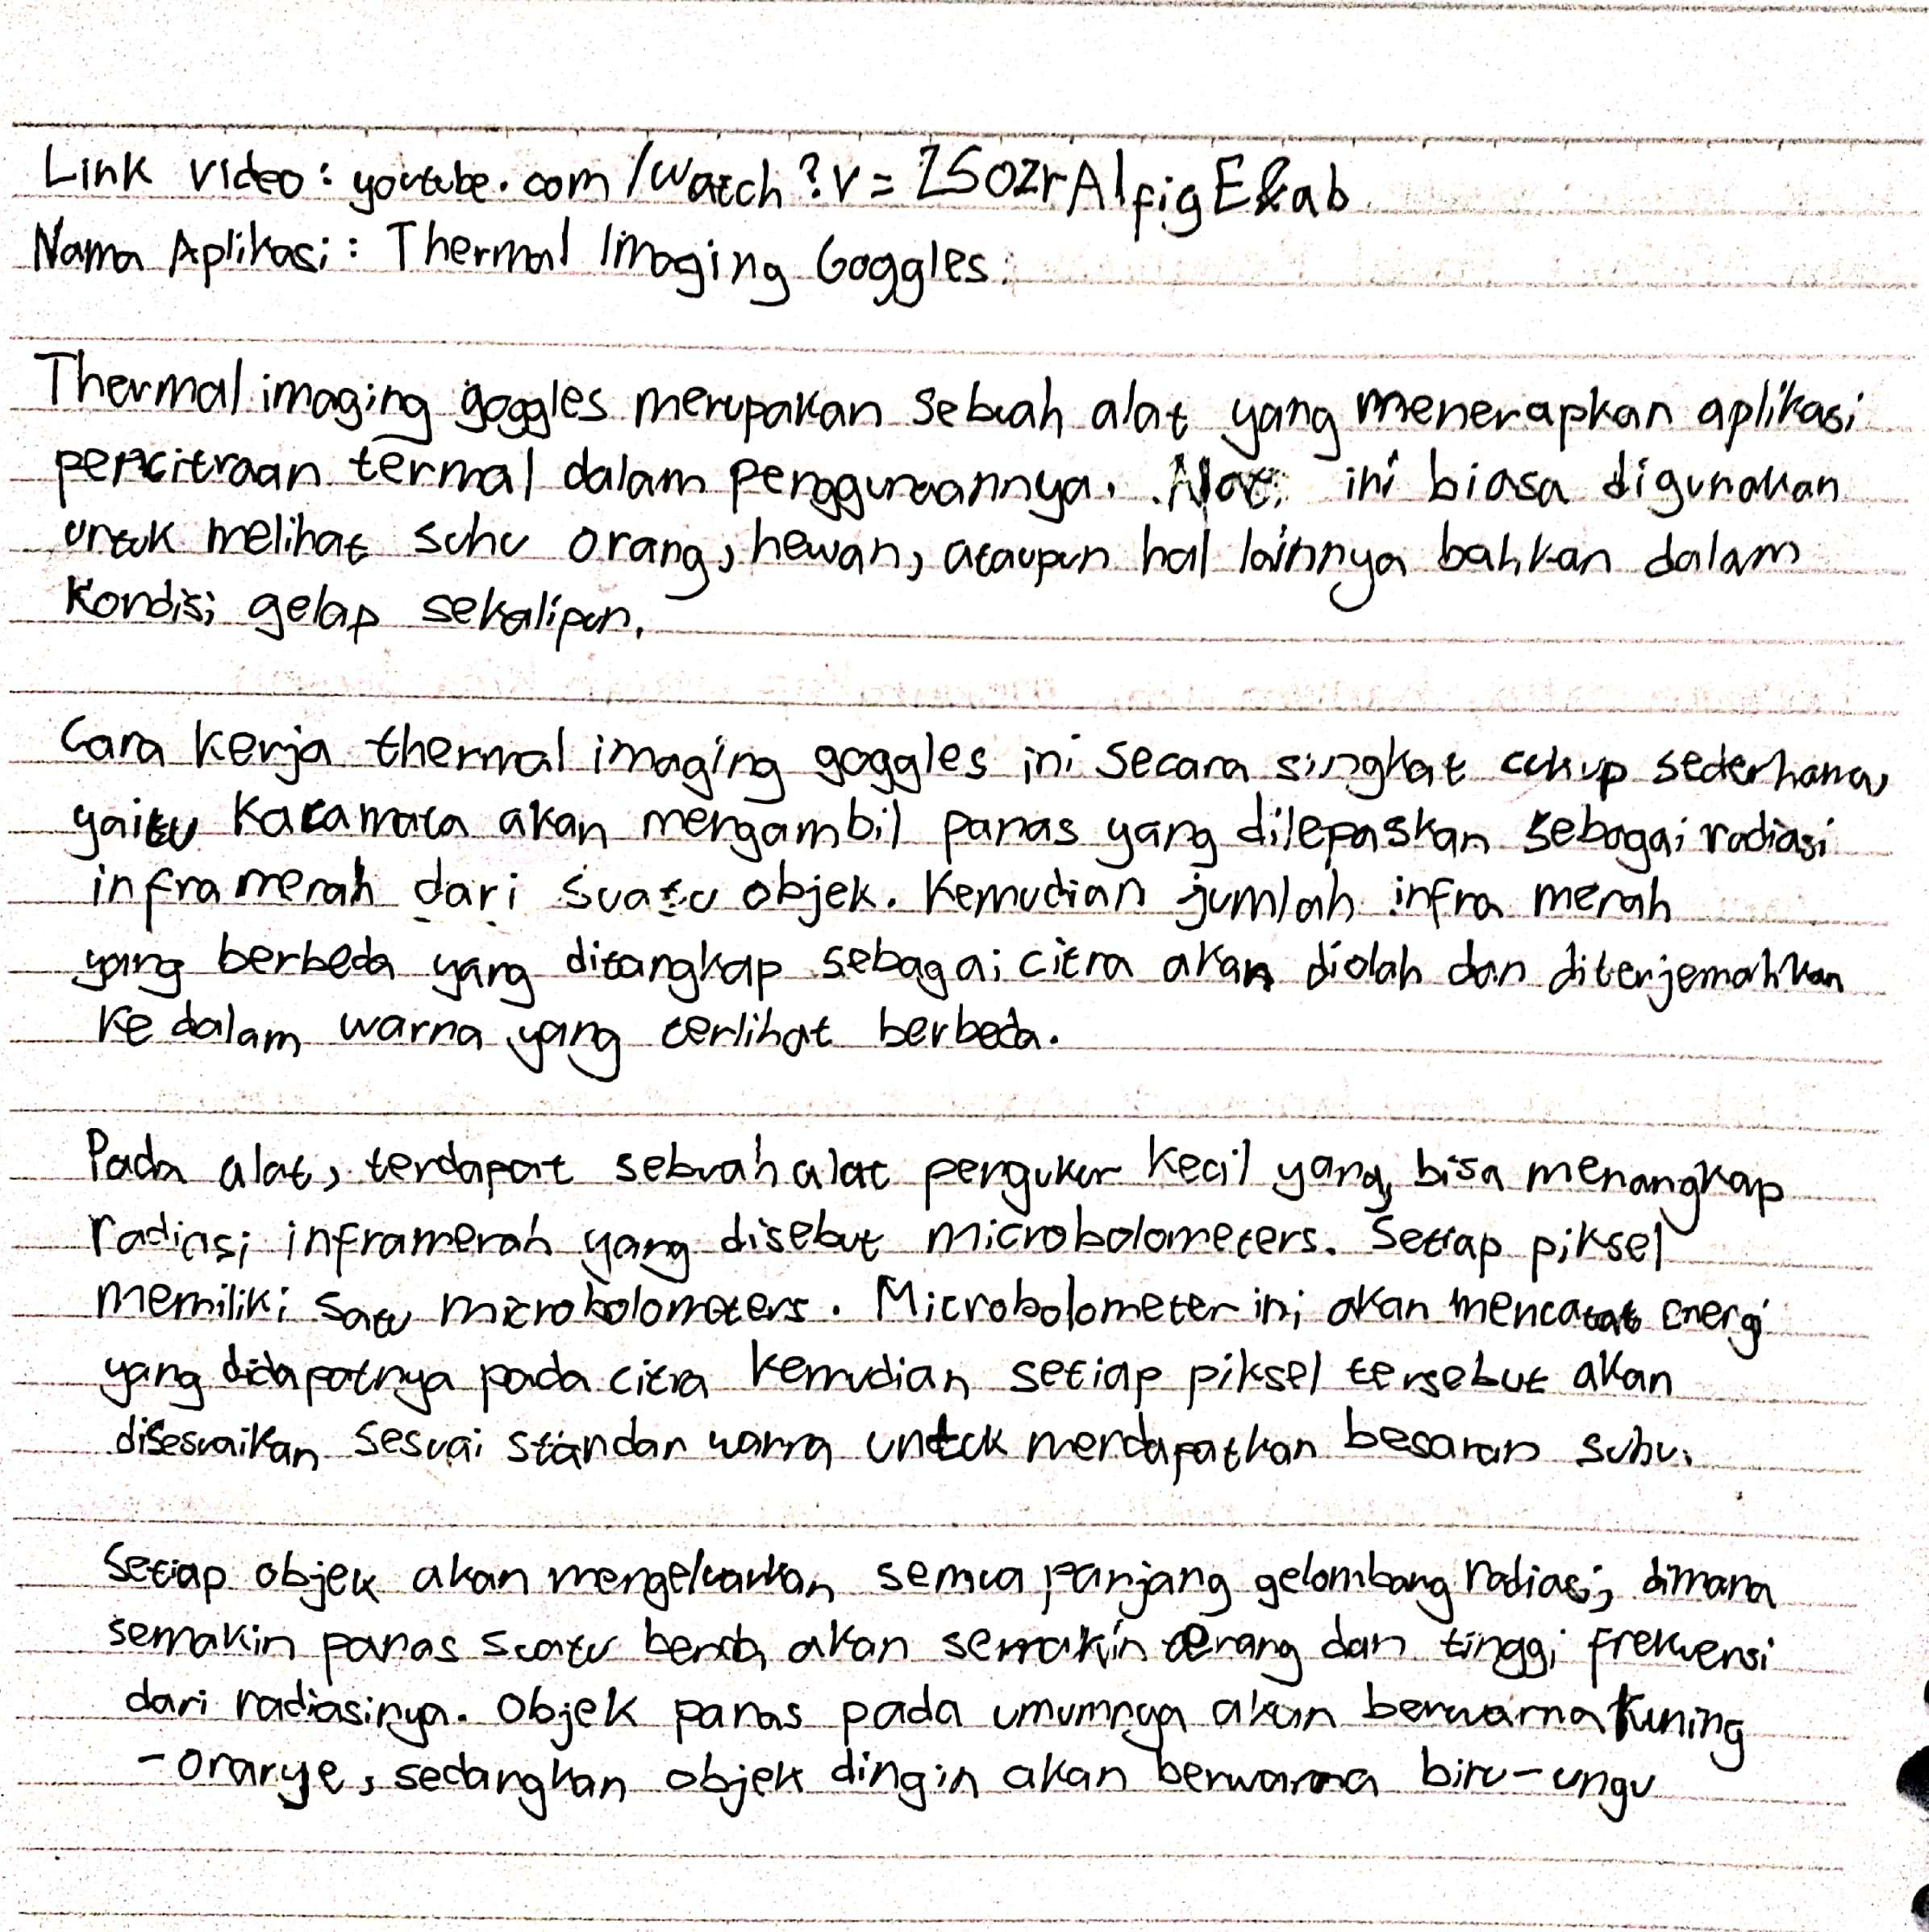 Link video : youtube.com/watch?v=ZSozrAlfigE&ab
Nama Aplikasi : Thermal Imaging Goggles
Thermal imaging goggles merupakan sebuah alat yang menerapkan aplikasi
pencitraan termal dalam penggunaannya. Alat ini biasa digunakan
untuk melihat suhu orang, hewan, ataupun hal lainnya bahkan dalam
kondisi gelap sekalipun.
Cara kerja thermal imaging goggles ini secara singkat cukup sederhana,
yaitu kacamata akan mengambil panas yang dilepaskan sebagai radiasi
inframerah dari suatu objek. Kemudian jumlah infra merah
yang berbeda yang ditangkap sebagai citra akan diolah dan diterjemahkan
ke dalam warna yang terlihat berbeda.
Pada alat, terdapat sebuah alat pengukur kecil yang bisa menangkap
radiasi inframerah yang disebut microbolometers. Setiap piksel
memiliki satu microbolometers. Microbolometer ini akan mencatat energi
yang didapatnya pada citra kemudian setiap piksel tersebut akan
disesuaikan sesuai standar warna untuk mendapatkan besaran suhu.
Setiap objek akan mengeluarkan semua panjang gelombang radiasi, dimana
semakin panas suatu benda akan semakin terang dan tinggi frekuensi
dari radiasinya. Objek panas pada umumnya akan berwarna kuning
-oranye, sedangkan objek dingin akan berwarna biru-ungu